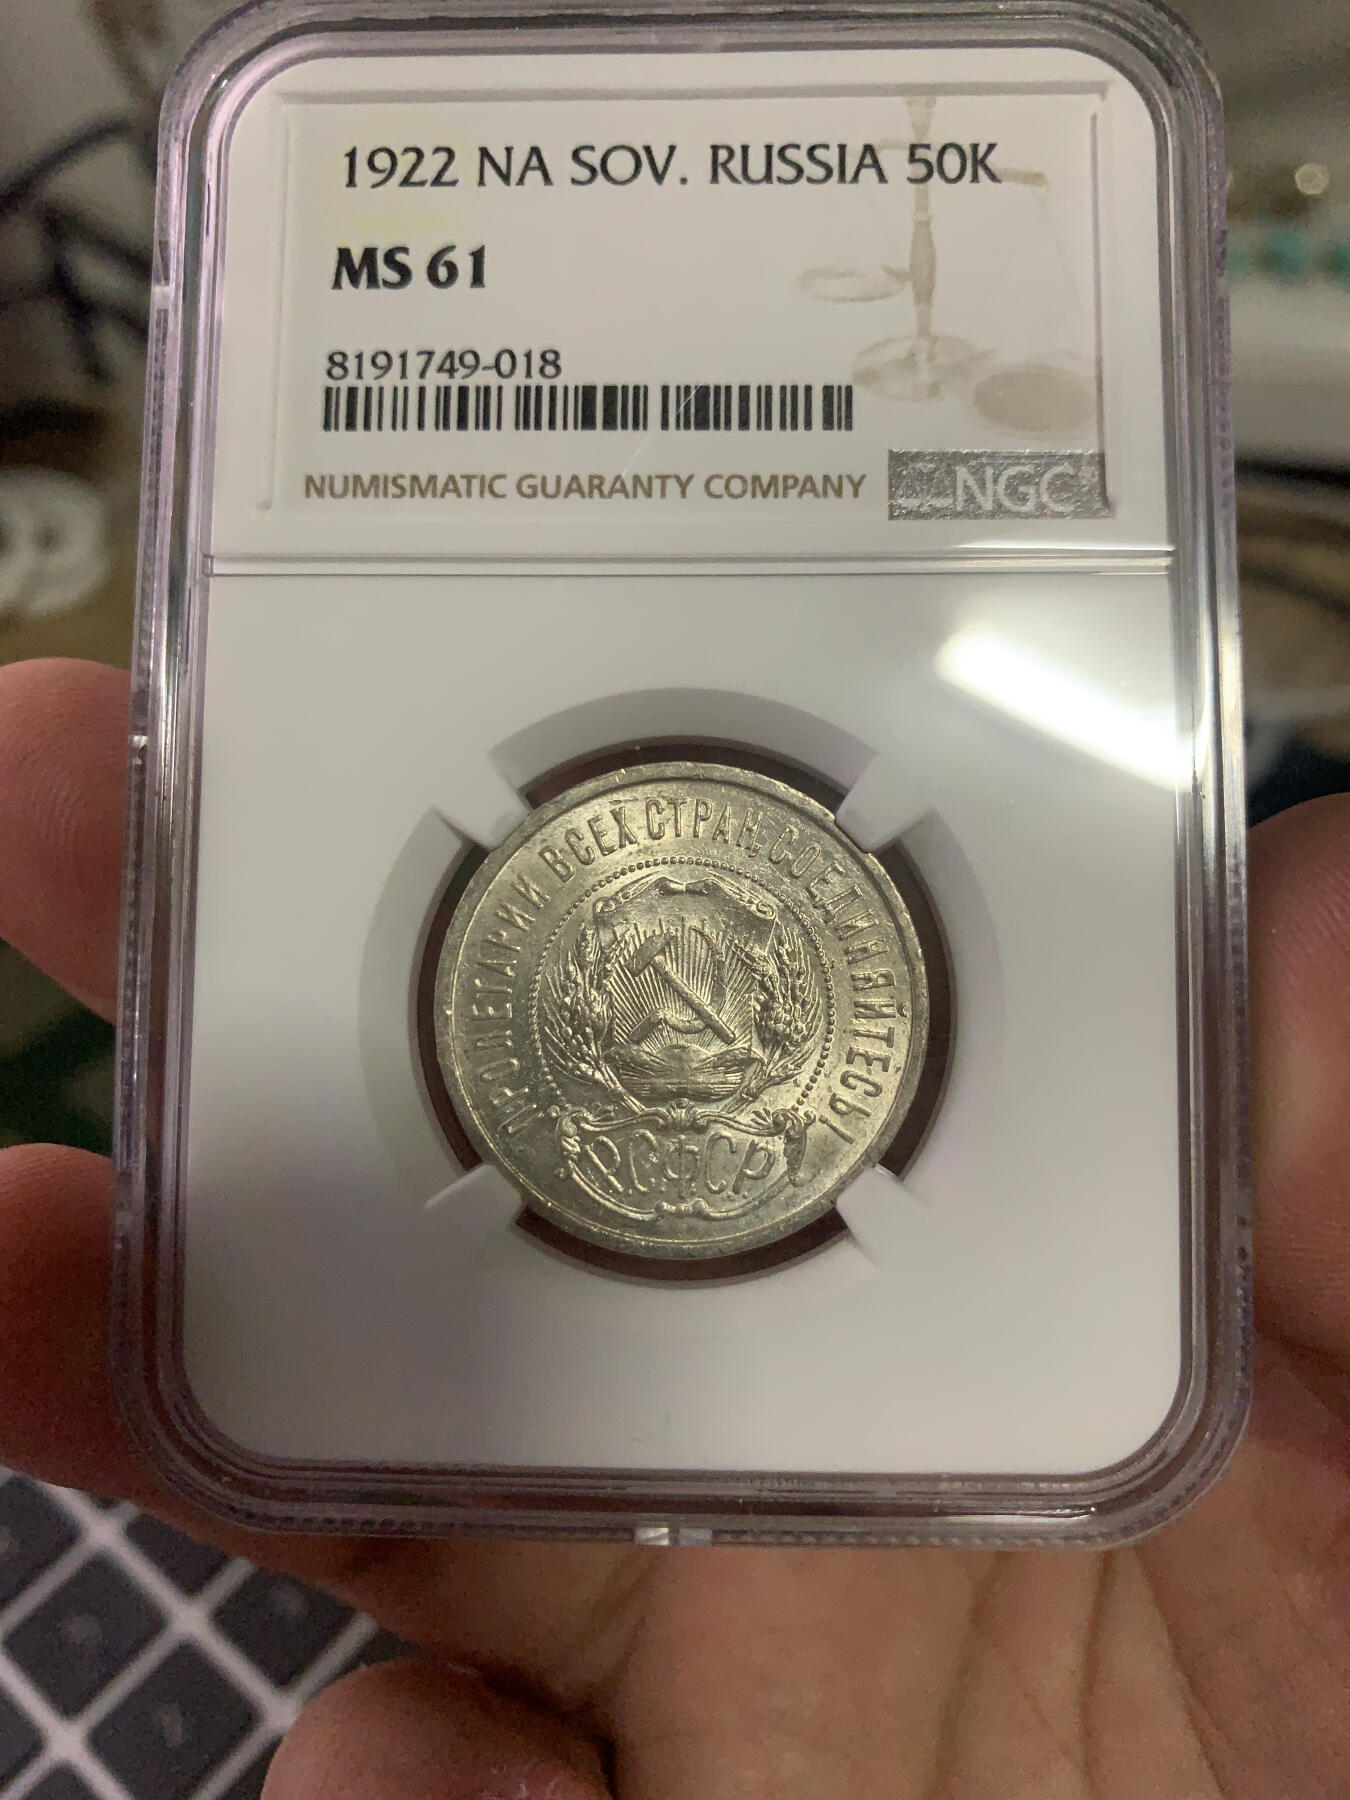 1922 NA SOV. RUSSIA 50K
MS 61
8191749-018
NUMISMATIC GUARANTY COMPANY
NGC
ПРОЛЕТАРИИ ВСЕХ СТРАН, СОЕДИНЯЙТЕСЬ!
РСФСР